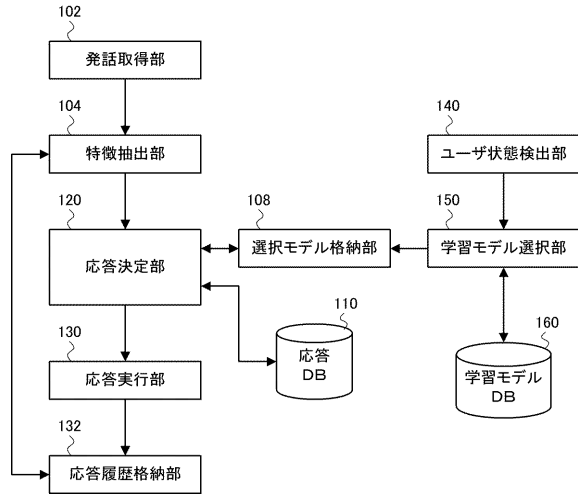 102
発話取得部
104
特徴抽出部
140
ユーザ状態検出部
120
応答決定部
108
選択モデル格納部
150
学習モデル選択部
110
応答
DB
160
学習モデル
DB
130
応答実行部
132
応答履歴格納部